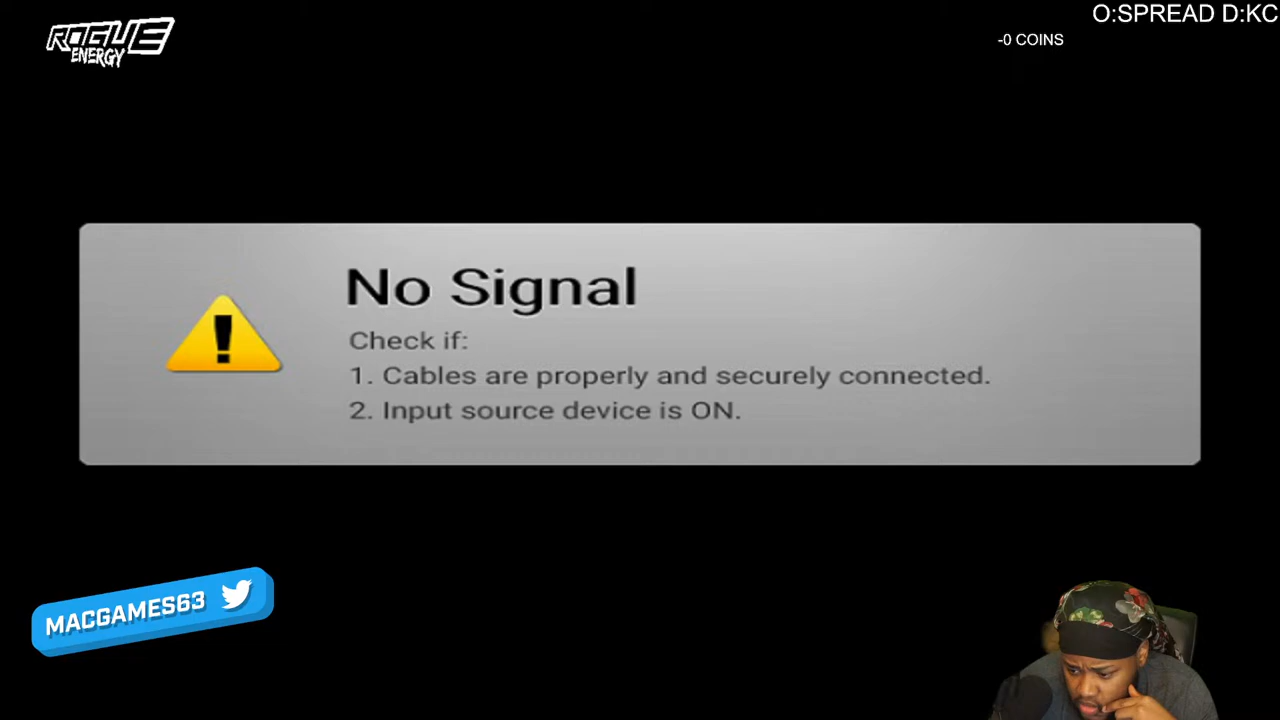 ROGUE
ENERGY
O:SPREAD D:KC
-0 COINS
No Signal
Check if:
1. Cables are properly and securely connected.
2. Input source device is ON.
MACGAMES63